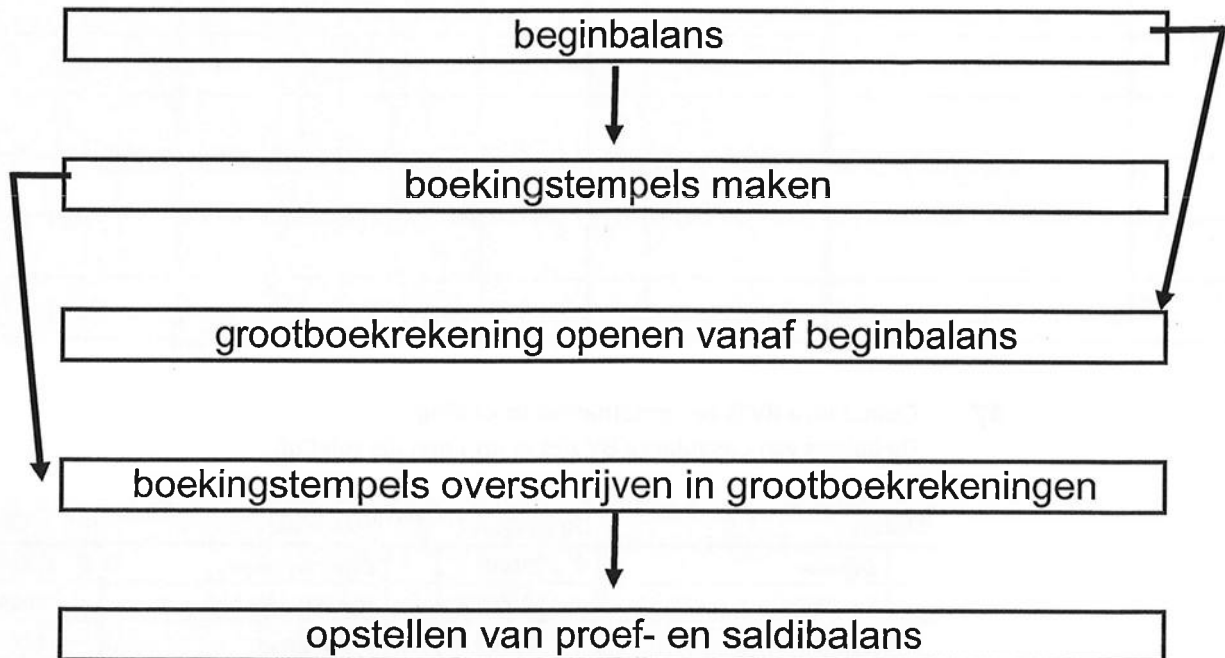 beginbalans
boekingstempels maken
grootboekrekening openen vanaf beginbalans
boekingstempels overschrijven in grootboekrekeningen
opstellen van proef- en saldibalans